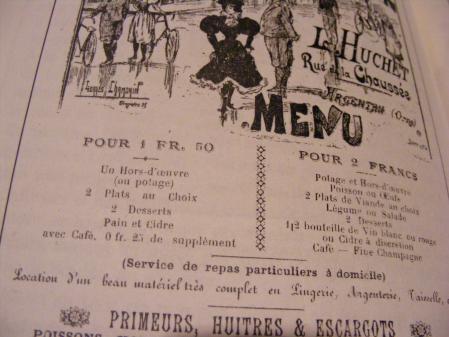 L. HUCHET
Rue de la Chaussée
ARGENTAN (Orne)
MENU
POUR 1 FR. 50
Un Hors-d'œuvre
(ou potage)
2 Plats au Choix
2 Desserts
Pain et Cidre
avec Café, 0 fr. 25 de supplément
POUR 2 FRANCS
Potage et Hors-d'œuvre
Poisson ou Œufs
2 Plats de Viande au choix
Légume ou Salade
2 Desserts
1|2 bouteille de Vin blanc ou rouge
ou Cidre à discretion
Café — Fine Champagne
(Service de repas particuliers à domicile)
Location d'un beau matériel très complet en Lingerie, Argenterie, Vaisselle,
PRIMEURS, HUITRES & ESCARGOTS
POISSONS